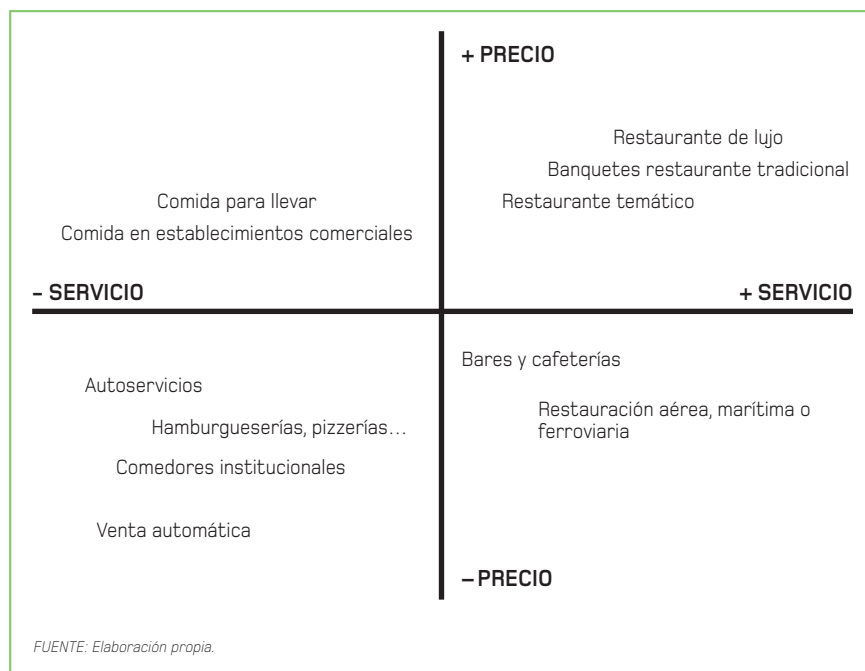 + PRECIO
Restaurante de lujo
Banquetes restaurante tradicional
Comida para llevar
Restaurante temático
Comida en establecimientos comerciales
– SERVICIO
+ SERVICIO
Bares y cafeterías
Autoservicios
Restauración aérea, marítima o
ferroviaria
Hamburgueserías, pizzerías...
Comedores institucionales
Venta automática
– PRECIO
FUENTE: Elaboración propia.